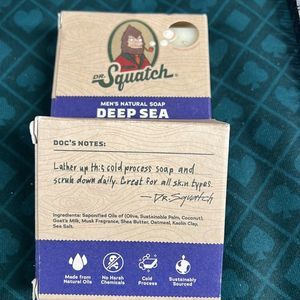 DR.
Squatch
MEN'S NATURAL SOAP
DEEP SEA
DOC'S NOTES:
Lather up this cold process soap and
scrub down daily. Great for all skin types.
— Dr. Squatch
Ingredients: Saponified Oils of (Olive, Sustainable Palm, Coconut),
Goat's Milk, Musk Fragrance, Shea Butter, Oatmeal, Kaolin Clay,
Sea Salt.
Made from
Natural Oils
No Harsh
Chemicals
Cold
Process
Sustainably
Sourced